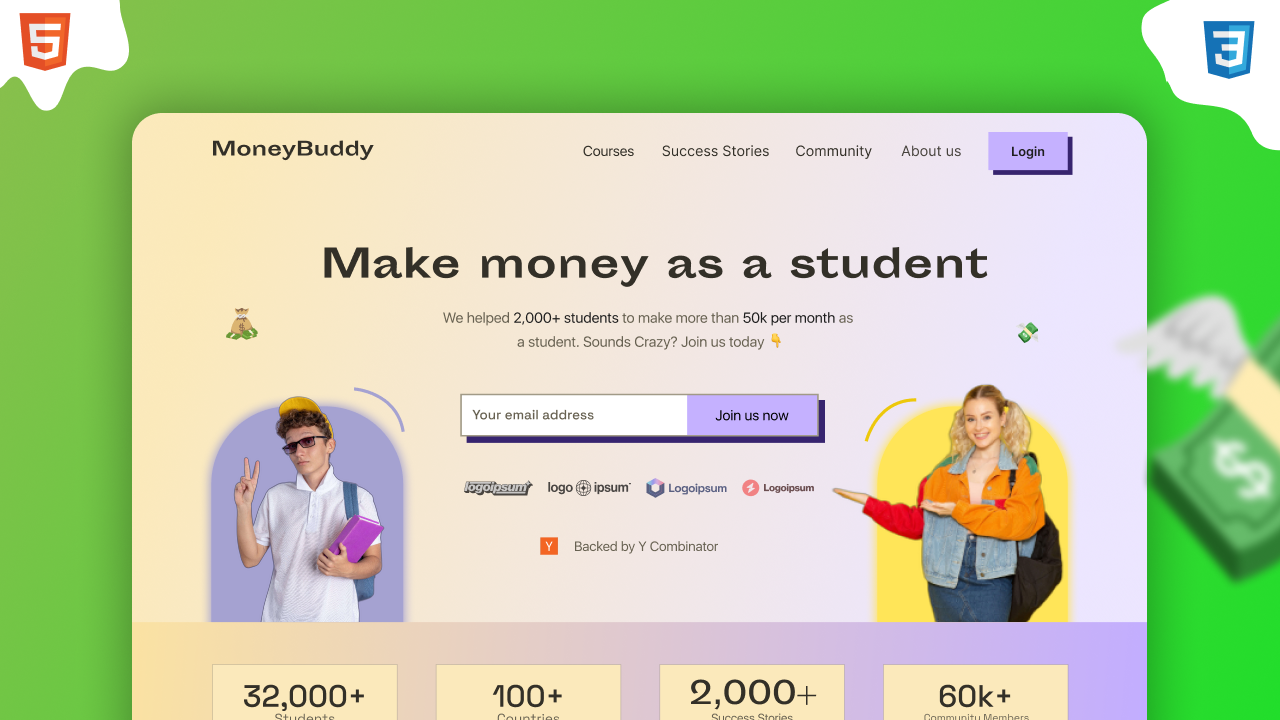 5
3
MoneyBuddy
Courses Success Stories Community About us Login
Make money as a student
We helped 2,000+ students to make more than 50k per month as
a student. Sounds Crazy? Join us today 👇
Your email address Join us now
logoipsum logo ipsum Logoipsum Logoipsum
Y Backed by Y Combinator
$
32,000+ 100+ 2,000+ 60k+
Students Countries Success Stories Community Members